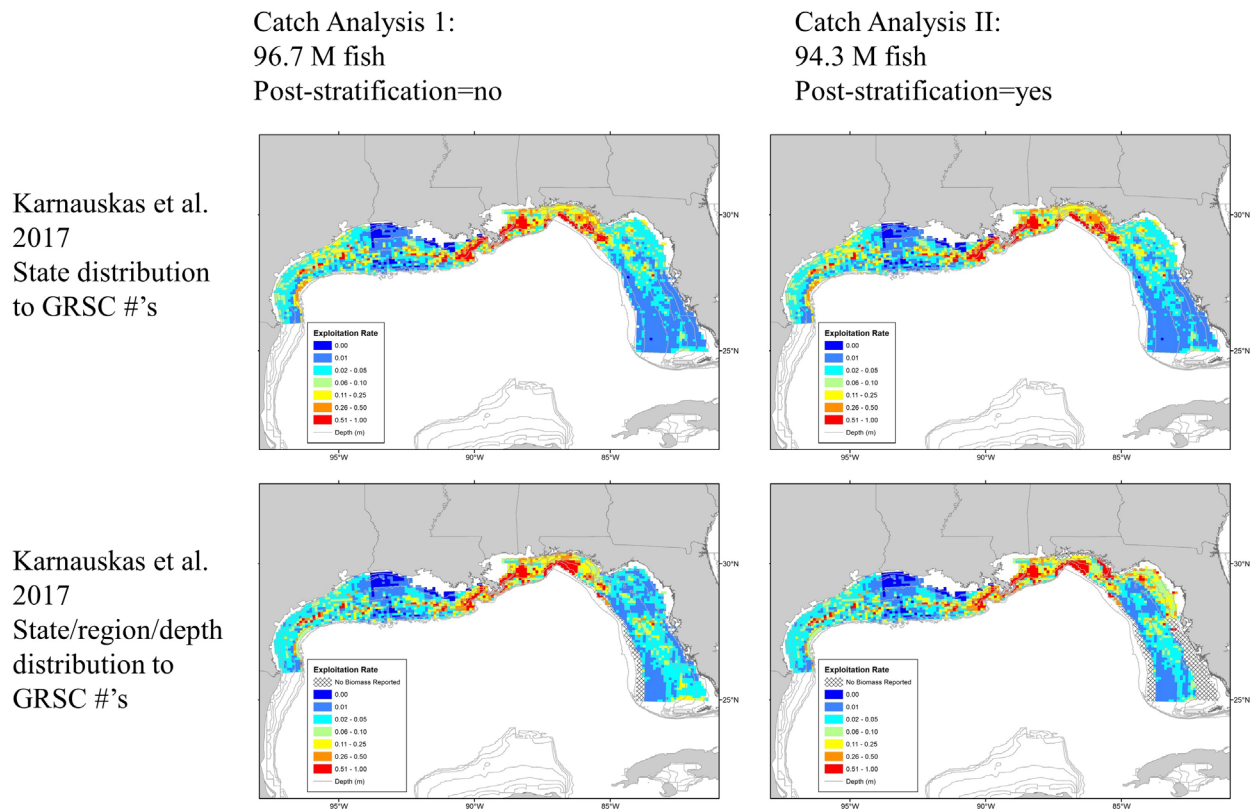 Catch Analysis 1:
96.7 M fish
Post-stratification=no
Catch Analysis II:
94.3 M fish
Post-stratification=yes
Karnauskas et al.
2017
State distribution
to GRSC #'s
30°N
25°N
95°W
90°W
85°W
Exploitation Rate
0.00
0.01
0.02 - 0.05
0.06 - 0.10
0.11 - 0.25
0.26 - 0.50
0.51 - 1.00
Depth (m)
30°N
25°N
95°W
90°W
85°W
Exploitation Rate
0.00
0.01
0.02 - 0.05
0.06 - 0.10
0.11 - 0.25
0.26 - 0.50
0.51 - 1.00
Depth (m)
Karnauskas et al.
2017
State/region/depth
distribution to
GRSC #'s
30°N
25°N
95°W
90°W
85°W
Exploitation Rate
No Biomass Reported
0.00
0.01
0.02 - 0.05
0.06 - 0.10
0.11 - 0.25
0.26 - 0.50
0.51 - 1.00
Depth (m)
30°N
25°N
95°W
90°W
85°W
Exploitation Rate
No Biomass Reported
0.00
0.01
0.02 - 0.05
0.06 - 0.10
0.11 - 0.25
0.26 - 0.50
0.51 - 1.00
Depth (m)